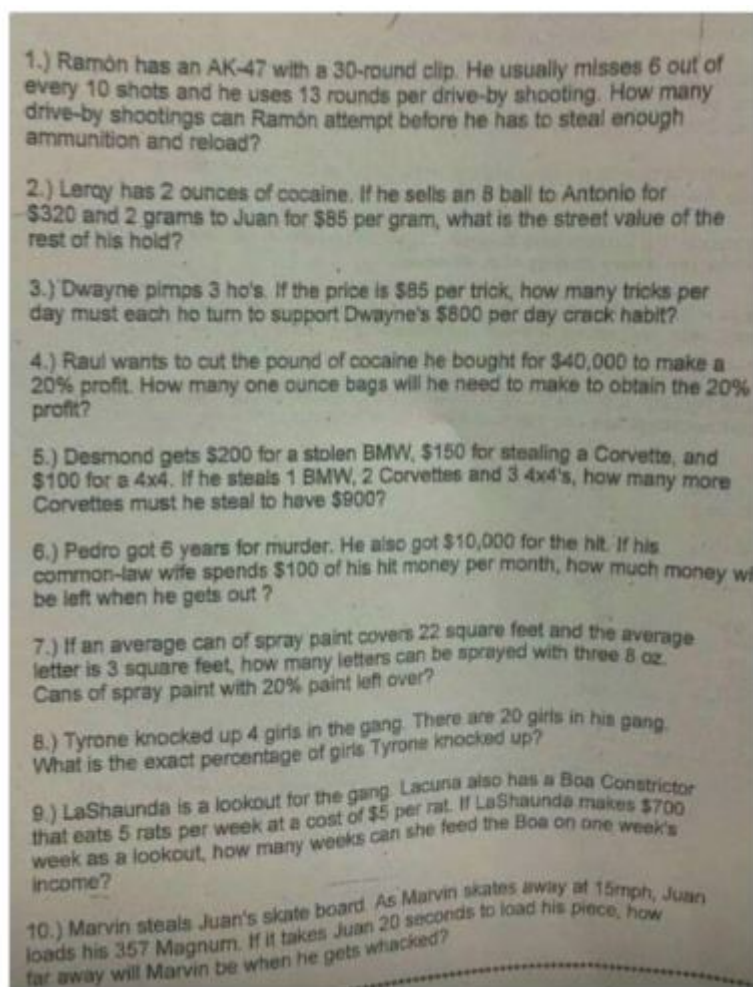 1.) Ramón has an AK-47 with a 30-round clip. He usually misses 6 out of
every 10 shots and he uses 13 rounds per drive-by shooting. How many
drive-by shootings can Ramón attempt before he has to steal enough
ammunition and reload?
2.) Leroy has 2 ounces of cocaine. If he sells an 8 ball to Antonio for
$320 and 2 grams to Juan for $85 per gram, what is the street value of the
rest of his hold?
3.) Dwayne pimps 3 ho's. If the price is $85 per trick, how many tricks per
day must each ho turn to support Dwayne's $800 per day crack habit?
4.) Raul wants to cut the pound of cocaine he bought for $40,000 to make a
20% profit. How many one ounce bags will he need to make to obtain the 20%
profit?
5.) Desmond gets $200 for a stolen BMW, $150 for stealing a Corvette, and
$100 for a 4x4. If he steals 1 BMW, 2 Corvettes and 3 4x4's, how many more
Corvettes must he steal to have $900?
6.) Pedro got 6 years for murder. He also got $10,000 for the hit. If his
common-law wife spends $100 of his hit money per month, how much money wi
be left when he gets out ?
7.) If an average can of spray paint covers 22 square feet and the average
letter is 3 square feet, how many letters can be sprayed with three 8 oz.
Cans of spray paint with 20% paint left over?
8.) Tyrone knocked up 4 girls in the gang. There are 20 girls in his gang.
What is the exact percentage of girls Tyrone knocked up?
9.) LaShaunda is a lookout for the gang. Lacuna also has a Boa Constrictor
that eats 5 rats per week at a cost of $5 per rat. If LaShaunda makes $700
week as a lookout, how many weeks can she feed the Boa on one week's
income?
10.) Marvin steals Juan's skate board. As Marvin skates away at 15mph, Juan
loads his 357 Magnum. If it takes Juan 20 seconds to load his piece, how
far away will Marvin be when he gets whacked?